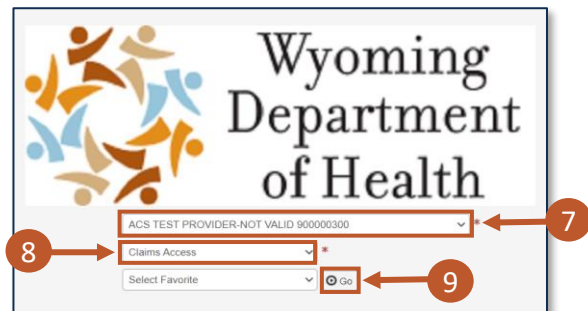 Wyoming
Department
of Health
ACS TEST PROVIDER-NOT VALID 900000300 * 7
8 Claims Access *
Select Favorite Go 9